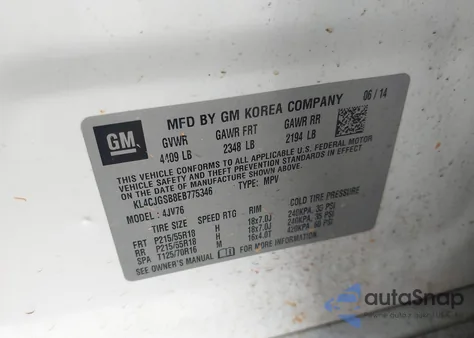 GM
MFD BY GM KOREA COMPANY 06/14
GVWR GAWR FRT GAWR RR
4409 LB 2348 LB 2194 LB
THIS VEHICLE CONFORMS TO ALL APPLICABLE U.S. FEDERAL MOTOR
VEHICLE SAFETY AND THEFT PREVENTION STANDARDS IN EFFECT
ON THE DATE OF MANUFACTURE SHOWN ABOVE.
KL4CJGSB8EB775346 TYPE: MPV
MODEL: 4JV76
TIRE SIZE SPEED RTG RIM COLD TIRE PRESSURE
FRT P215/55R18 H 18x7.0J 240KPA, 35 PSI
RR P215/55R18 H 18x7.0J 240KPA, 35 PSI
SPA T125/70R16 M 16x4.0T 420KPA, 60 PSI
SEE OWNER'S MANUAL FOR ADDITIONAL INFORMATION
autoSnap